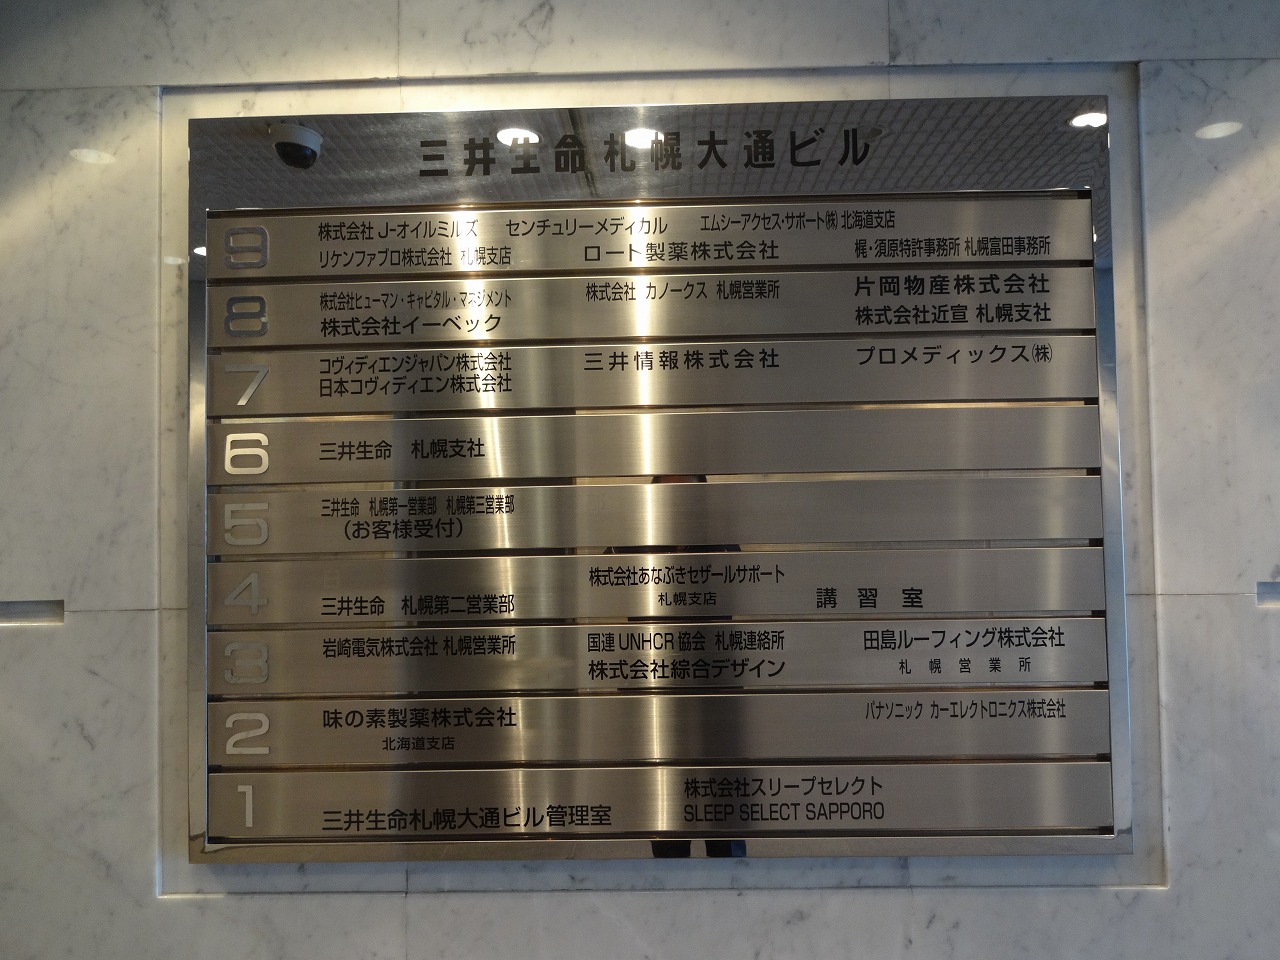 三井生命札幌大通ビル
9
株式会社 J-オイルミルズ センチュリーメディカル エムシーアクセス・サポート㈱ 北海道支店
リケンファブロ株式会社 札幌支店 ロート製薬株式会社 梶・須原特許事務所 札幌富田事務所
8
株式会社ヒューマン・キャピタル・マネジメント 株式会社 カノークス 札幌営業所 片岡物産株式会社
株式会社イーベック 株式会社近宣 札幌支社
7
コヴィディエンジャパン株式会社 三井情報株式会社 プロメディックス㈱
日本コヴィディエン株式会社
6
三井生命 札幌支社
5
三井生命 札幌第一営業部 札幌第三営業部
(お客様受付)
4
株式会社あなぶきセザールサポート
三井生命 札幌第二営業部 札幌支店 講習室
3
岩崎電気株式会社 札幌営業所 国連 UNHCR 協会 札幌連絡所 田島ルーフィング株式会社
株式会社綜合デザイン 札幌営業所
2
味の素製薬株式会社 パナソニック カーエレクトロニクス株式会社
北海道支店
1
株式会社スリープセレクト
三井生命札幌大通ビル管理室 SLEEP SELECT SAPPORO